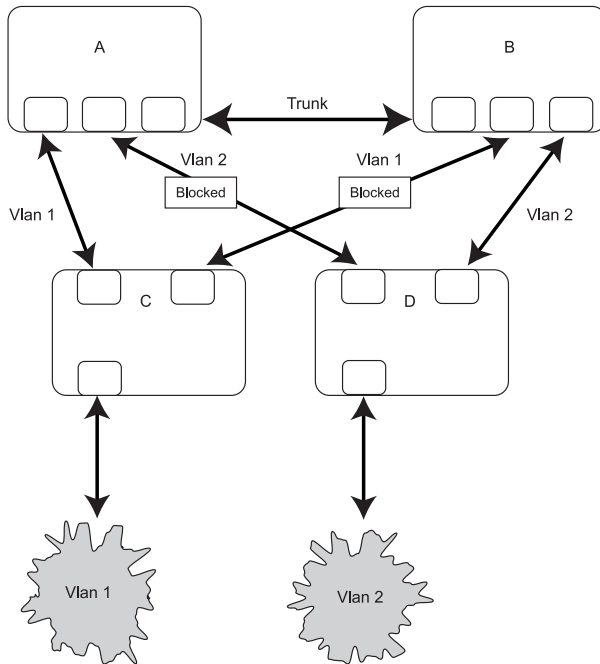 A
B
Trunk
Vlan 2
Vlan 1
Blocked
Blocked
Vlan 1
Vlan 2
C
D
Vlan 1
Vlan 2